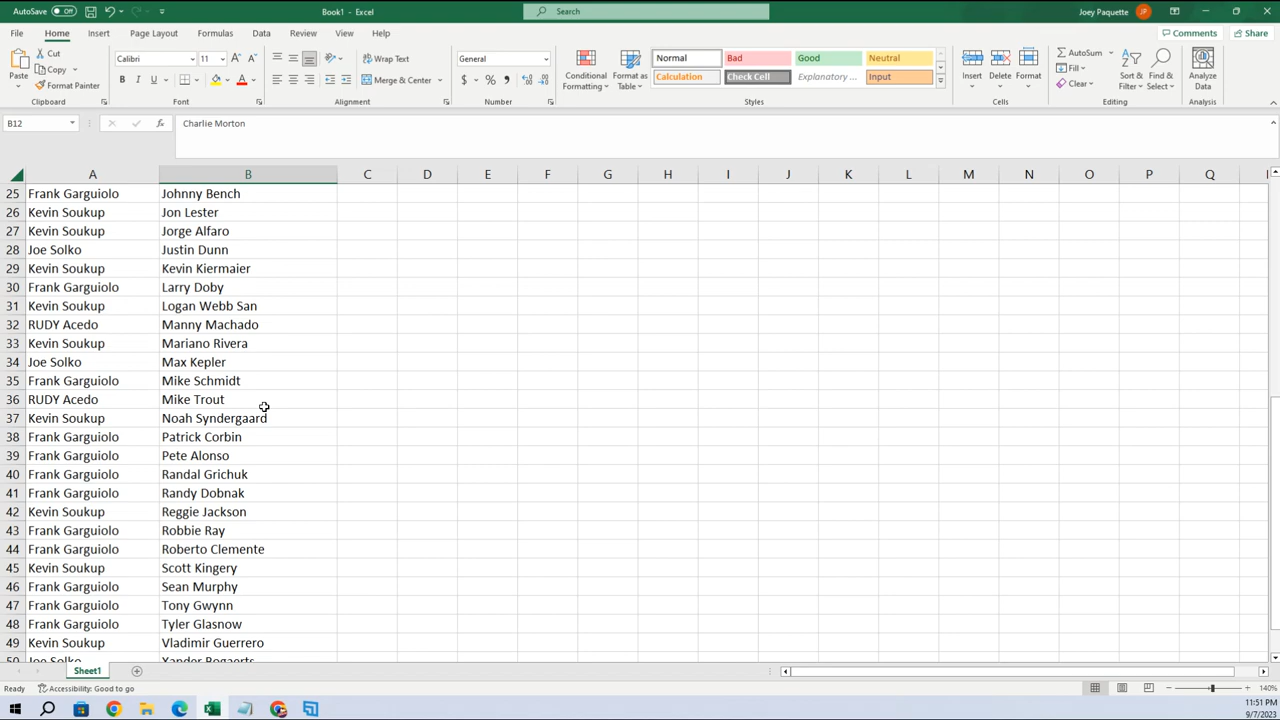 AutoSave Off Book1 - Excel Search Joey Paquette JP
File Home Insert Page Layout Formulas Data Review View Help Comments Share
Paste Cut Copy Format Painter Clipboard
Calibri 11 B I U A A Font
Wrap Text Merge & Center Alignment
General $ % 9 Number
Conditional Formatting Format as Table Normal Bad Good Neutral Calculation Check Cell Explanatory ... Input Styles
Insert Delete Format Cells
AutoSum Fill Clear Sort & Filter Find & Select Editing
Analyze Data Analysis
B12 fx Charlie Morton
A B C D E F G H I J K L M N O P Q
25 Frank Garguiolo Johnny Bench
26 Kevin Soukup Jon Lester
27 Kevin Soukup Jorge Alfaro
28 Joe Solko Justin Dunn
29 Kevin Soukup Kevin Kiermaier
30 Frank Garguiolo Larry Doby
31 Kevin Soukup Logan Webb San
32 RUDY Acedo Manny Machado
33 Kevin Soukup Mariano Rivera
34 Joe Solko Max Kepler
35 Frank Garguiolo Mike Schmidt
36 RUDY Acedo Mike Trout
37 Kevin Soukup Noah Syndergaard
38 Frank Garguiolo Patrick Corbin
39 Frank Garguiolo Pete Alonso
40 Frank Garguiolo Randal Grichuk
41 Frank Garguiolo Randy Dobnak
42 Kevin Soukup Reggie Jackson
43 Frank Garguiolo Robbie Ray
44 Frank Garguiolo Roberto Clemente
45 Kevin Soukup Scott Kingery
46 Frank Garguiolo Sean Murphy
47 Frank Garguiolo Tony Gwynn
48 Frank Garguiolo Tyler Glasnow
49 Kevin Soukup Vladimir Guerrero
50 Joe Solko Xander Bogaerts
Sheet1
Ready Accessibility: Good to go 140%
11:51 PM
9/7/2023